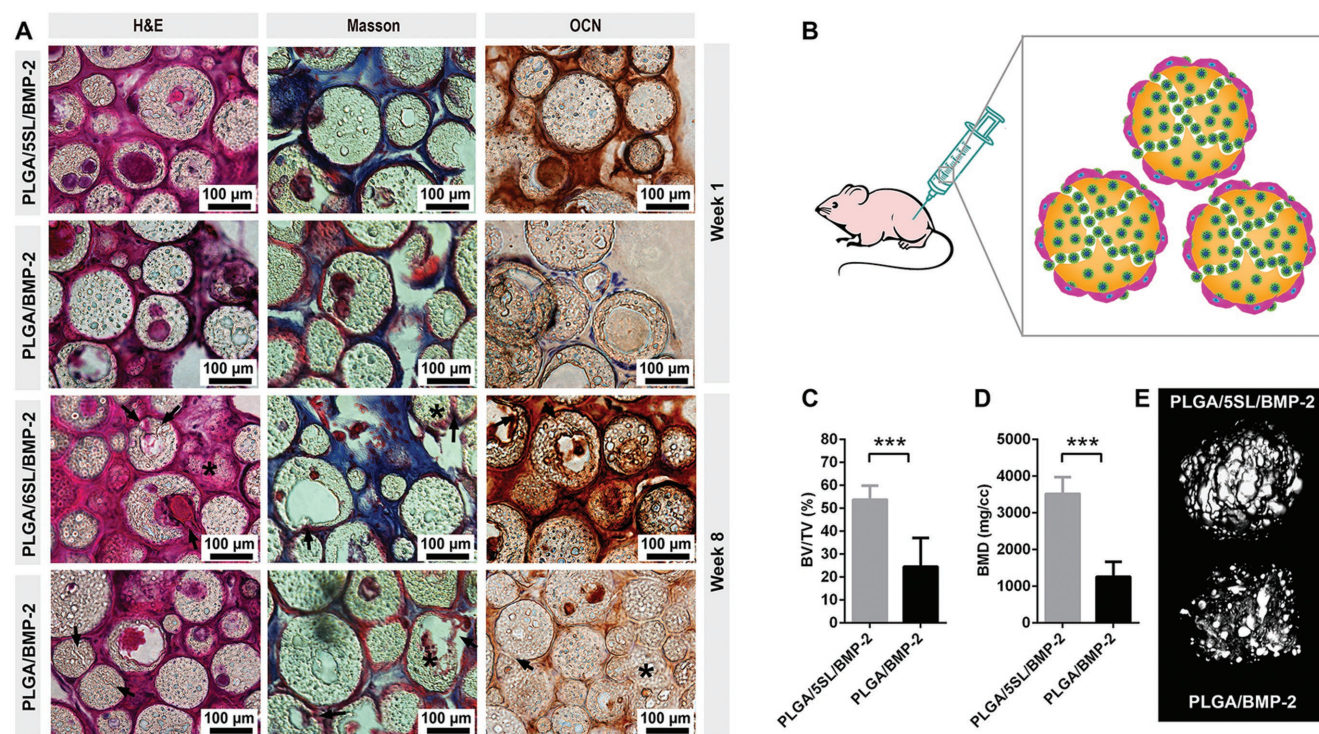 A
H&E
Masson
OCN
PLGA/5SL/BMP-2
100 µm
100 µm
100 µm
PLGA/BMP-2
100 µm
100 µm
100 µm
Week 1
PLGA/6SL/BMP-2
*
100 µm
*
100 µm
100 µm
PLGA/BMP-2
100 µm
*
100 µm
*
100 µm
Week 8
B
C
BV/TV (%)
80
70
60
50
40
30
20
10
0
***
PLGA/5SL/BMP-2
PLGA/BMP-2
D
BMD (mg/cc)
5000
4000
3000
2000
1000
0
***
PLGA/5SL/BMP-2
PLGA/BMP-2
E
PLGA/5SL/BMP-2
PLGA/BMP-2